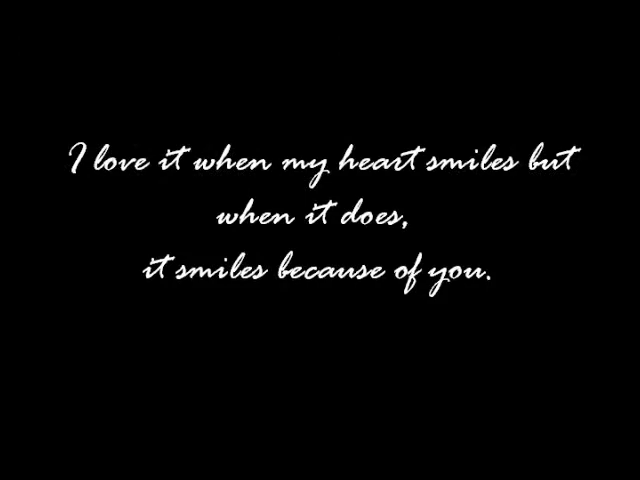 I love it when my heart smiles but
when it does,
it smiles because of you.